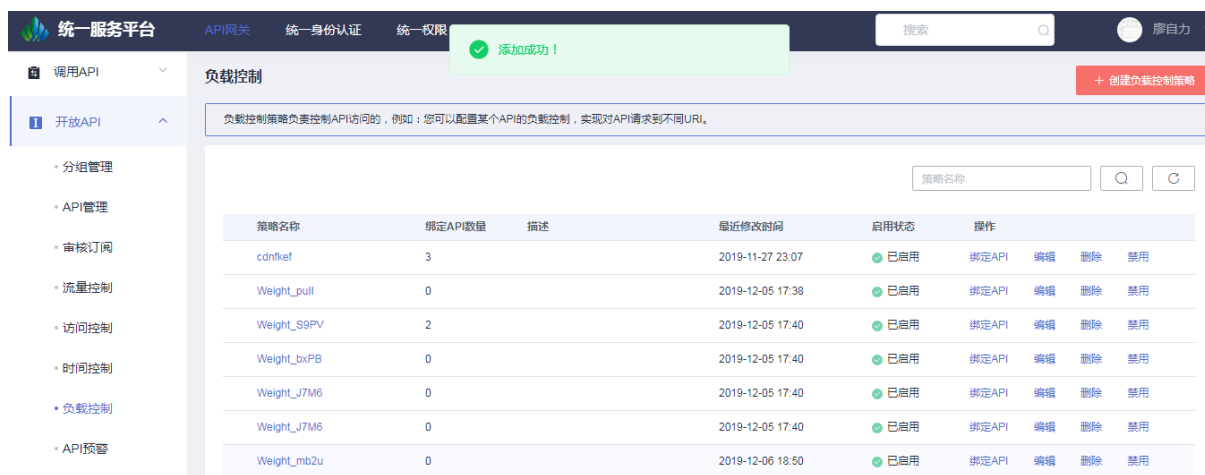 统一服务平台 API网关 统一身份认证 统一权限 搜索 廖自力
添加成功！
调用API
负载控制
+ 创建负载控制策略
开放API
负载控制策略负责控制API访问的，例如：您可以配置某个API的负载控制，实现对API请求到不同URI。
分组管理
策略名称
API管理
策略名称 绑定API数量 描述 最近修改时间 启用状态 操作
审核订阅
cdnfkef 3 2019-11-27 23:07 已启用 绑定API 编辑 删除 禁用
流量控制
Weight_pull 0 2019-12-05 17:38 已启用 绑定API 编辑 删除 禁用
访问控制
Weight_S9PV 2 2019-12-05 17:40 已启用 绑定API 编辑 删除 禁用
Weight_bxPB 0 2019-12-05 17:40 已启用 绑定API 编辑 删除 禁用
时间控制
Weight_J7M6 0 2019-12-05 17:40 已启用 绑定API 编辑 删除 禁用
负载控制
Weight_J7M6 0 2019-12-05 17:40 已启用 绑定API 编辑 删除 禁用
API预警
Weight_mb2u 0 2019-12-06 18:50 已启用 绑定API 编辑 删除 禁用